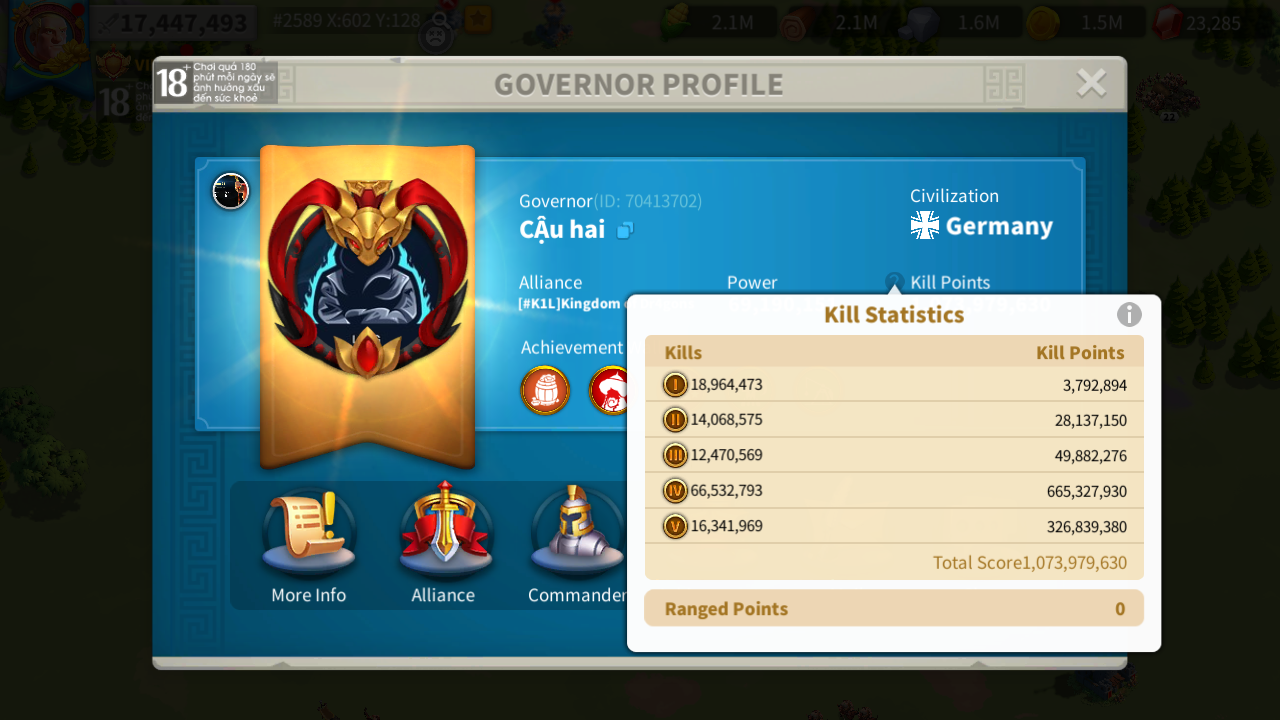 17,447,493
#2589 X:602 Y:128
2.1M
2.1M
1.6M
1.5M
23,285
18+
Chơi quá 180
phút mỗi ngày sẽ
ảnh hưởng xấu
đến sức khoẻ
GOVERNOR PROFILE
22
Governor(ID: 70413702)
CẬu hai
Civilization
Germany
Alliance
Power
?
Kill Points
[#K1L]Kingdom
Achievement
Kill Statistics
i
Kills
Kill Points
I 18,964,473
3,792,894
II 14,068,575
28,137,150
III 12,470,569
49,882,276
IV 66,532,793
665,327,930
V 16,341,969
326,839,380
Total Score1,073,979,630
Ranged Points
0
More Info
Alliance
Commander